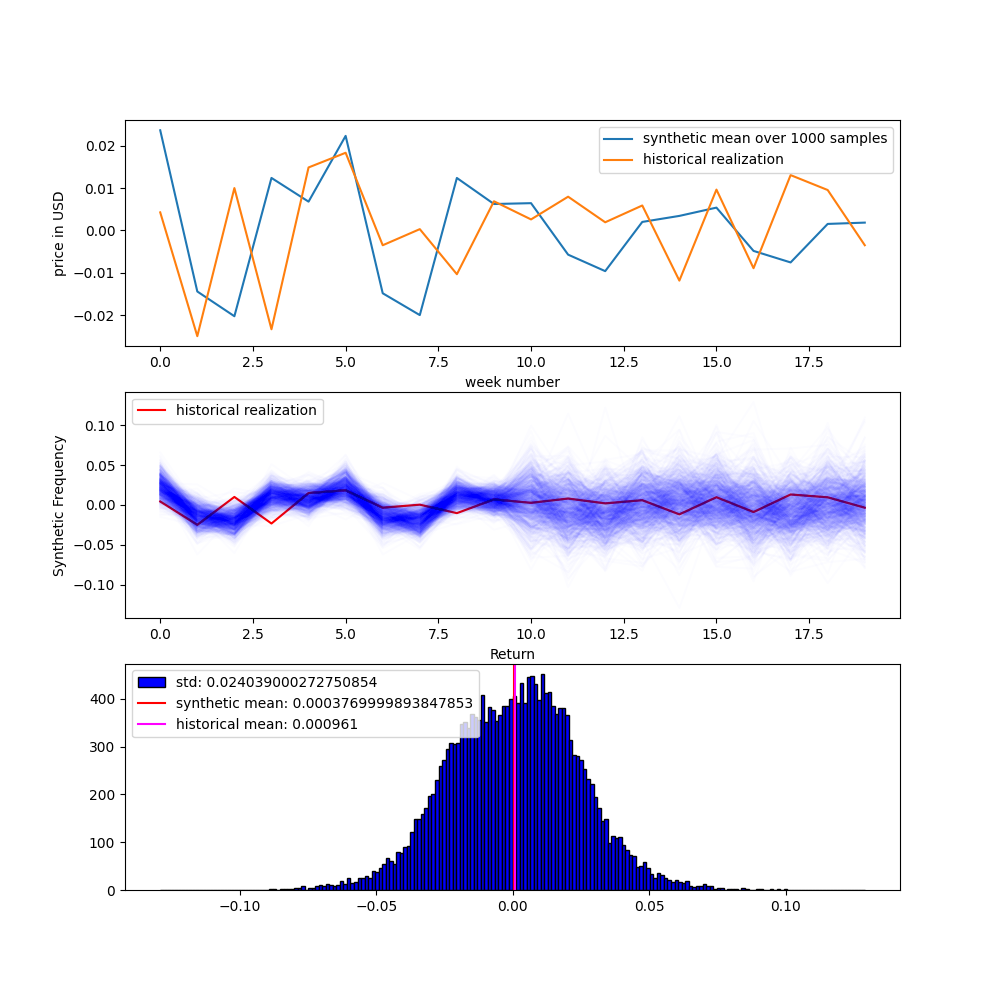 synthetic mean over 1000 samples
historical realization
price in USD
0.02
0.01
0.00
−0.01
−0.02
0.0 2.5 5.0 7.5 10.0 12.5 15.0 17.5
week number
historical realization
Synthetic Frequency
0.10
0.05
0.00
−0.05
−0.10
0.0 2.5 5.0 7.5 10.0 12.5 15.0 17.5
Return
std: 0.024039000272750854
synthetic mean: 0.0003769999893847853
historical mean: 0.000961
400
300
200
100
0
−0.10 −0.05 0.00 0.05 0.10